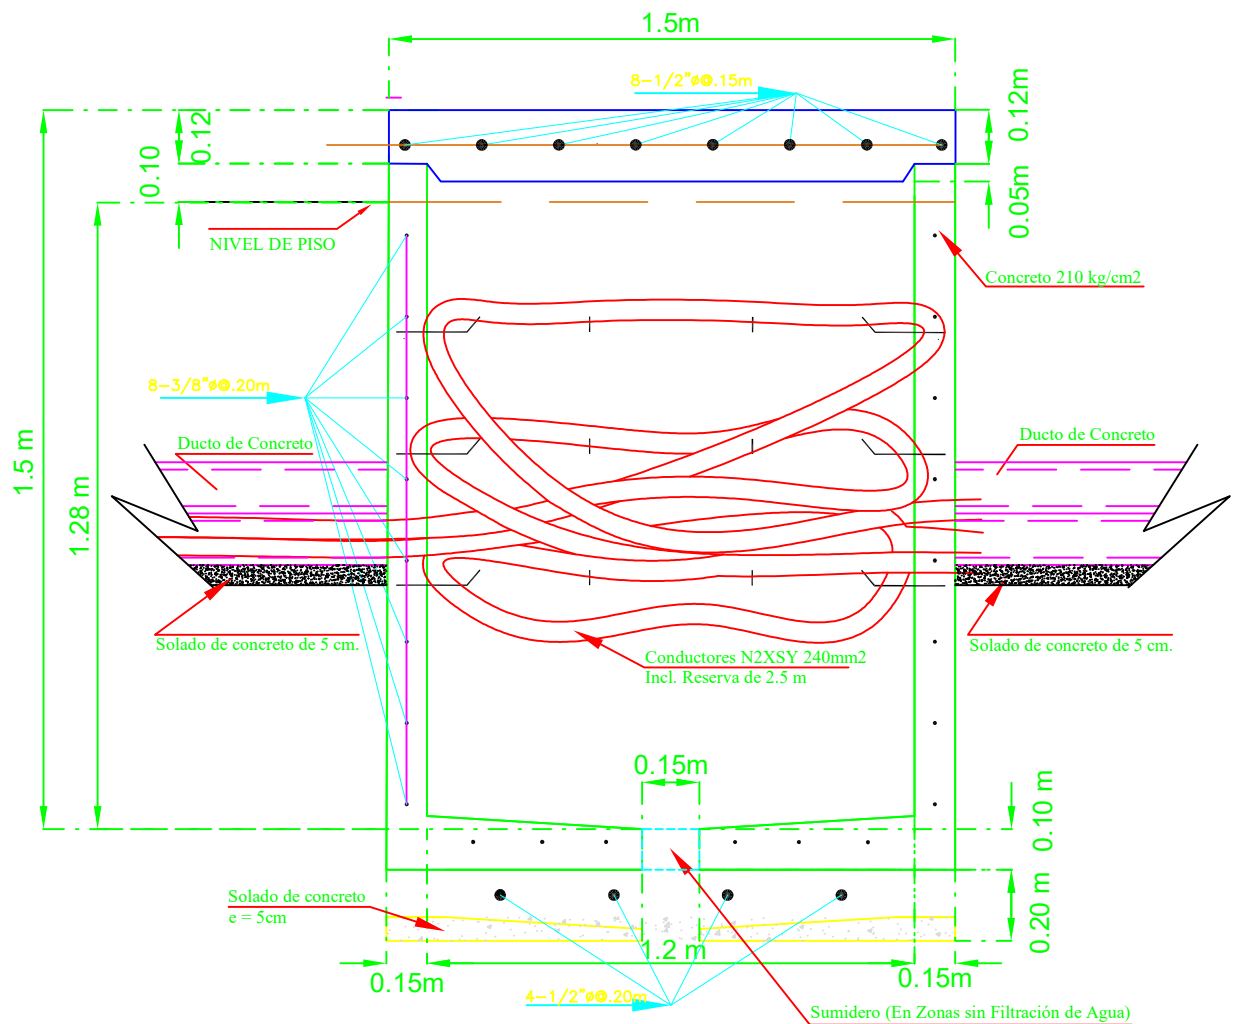 1.5m
8-1/2"ø@.15m
0.12
0.12m
0.10
0.05m
NIVEL DE PISO
Concreto 210 kg/cm2
8-3/8"ø@.20m
Ducto de Concreto
Ducto de Concreto
1.5 m
1.28 m
Solado de concreto de 5 cm.
Solado de concreto de 5 cm.
Conductores N2XSY 240mm2
Incl. Reserva de 2.5 m
0.15m
0.10 m
Solado de concreto
e = 5cm
0.20 m
1.2 m
0.15m
0.15m
4-1/2"ø@.20m
Sumidero (En Zonas sin Filtración de Agua)